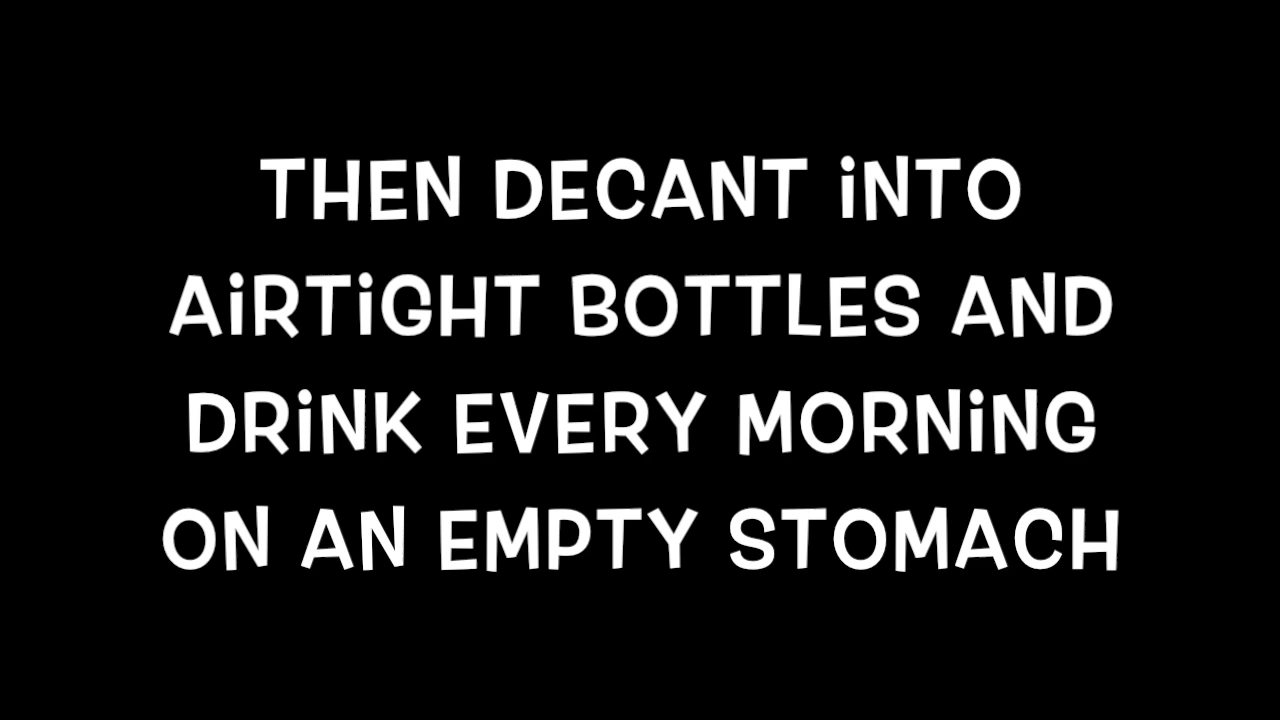 THEN DECANT iNTO
AiRTiGHT BOTTLES AND
DRiNK EVERY MORNiNG
ON AN EMPTY STOMACH